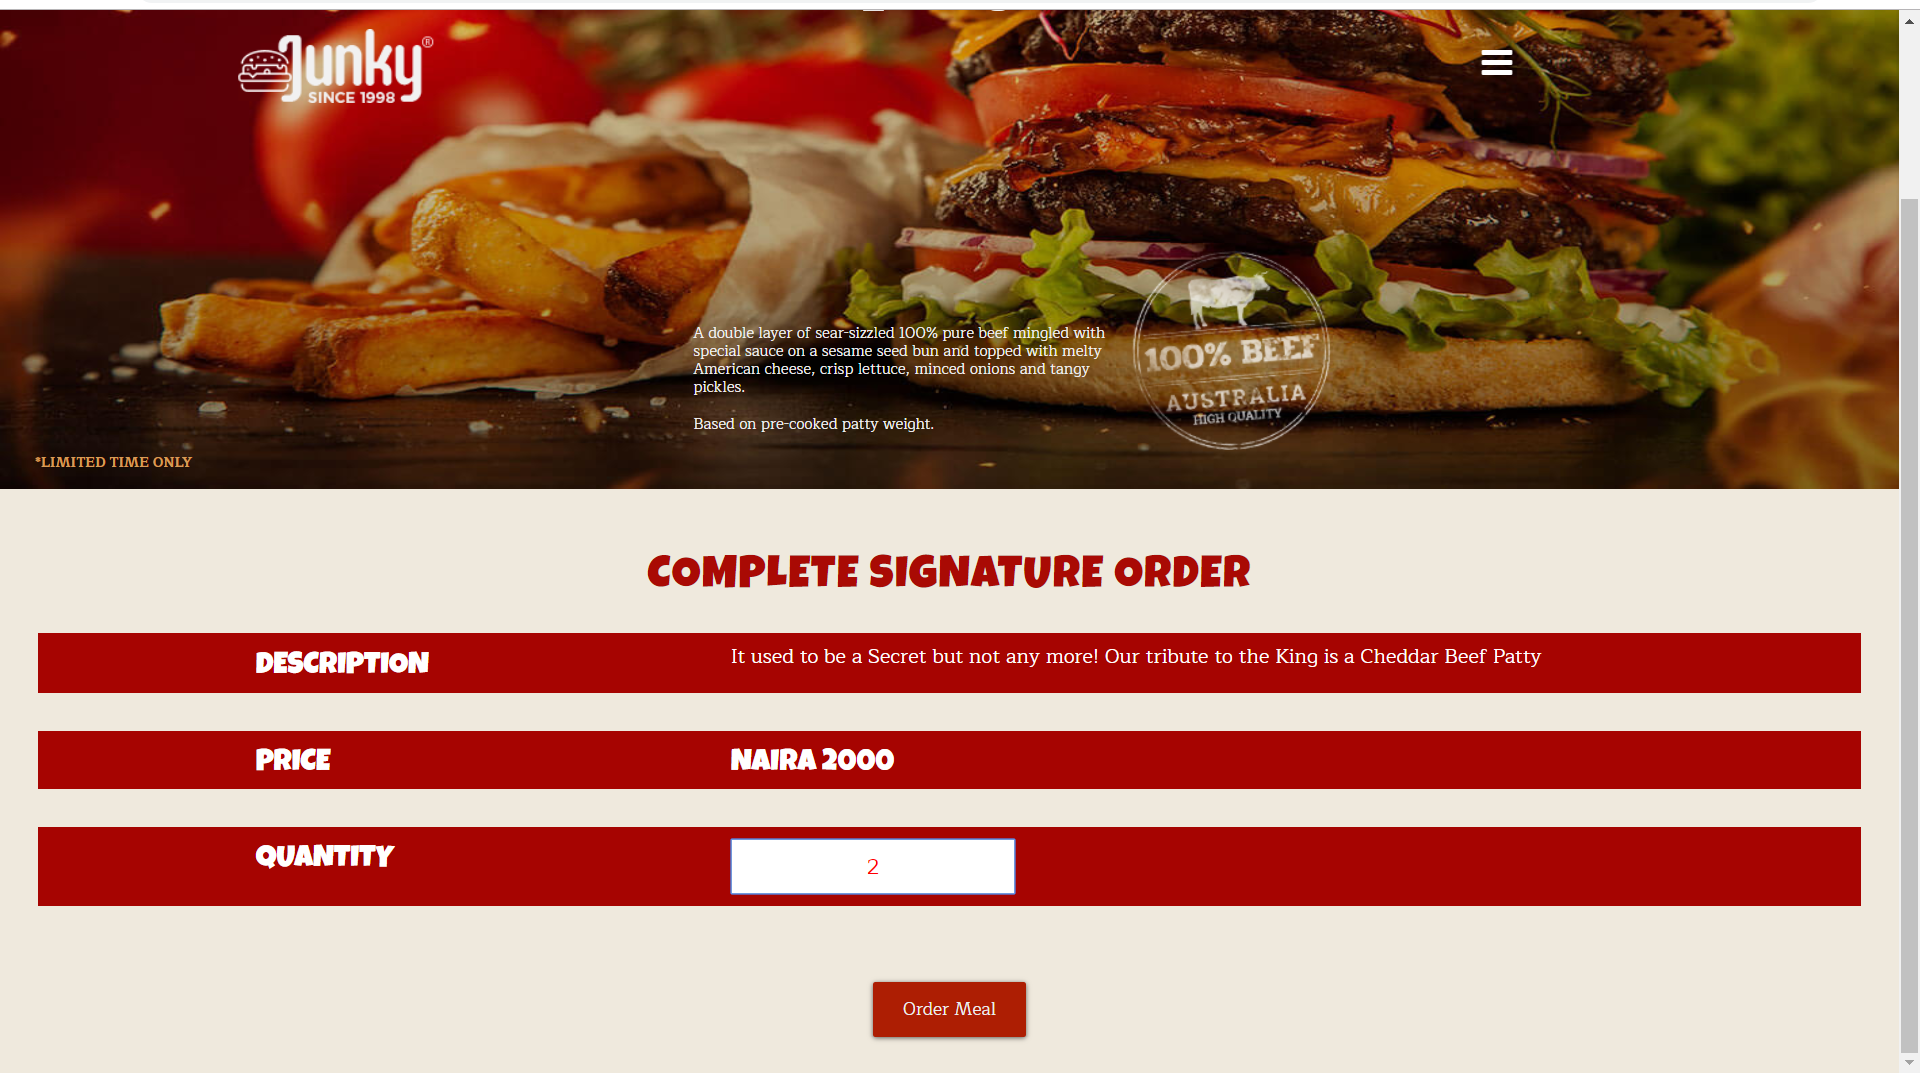 Junky®
SINCE 1998
A double layer of sear-sizzled 100% pure beef mingled with
special sauce on a sesame seed bun and topped with melty
American cheese, crisp lettuce, minced onions and tangy
pickles.
Based on pre-cooked patty weight.
100% BEEF
AUSTRALIA
HIGH QUALITY
*LIMITED TIME ONLY
COMPLETE SIGNATURE ORDER
DESCRIPTION
It used to be a Secret but not any more! Our tribute to the King is a Cheddar Beef Patty
PRICE
NAIRA 2000
QUANTITY
2
Order Meal